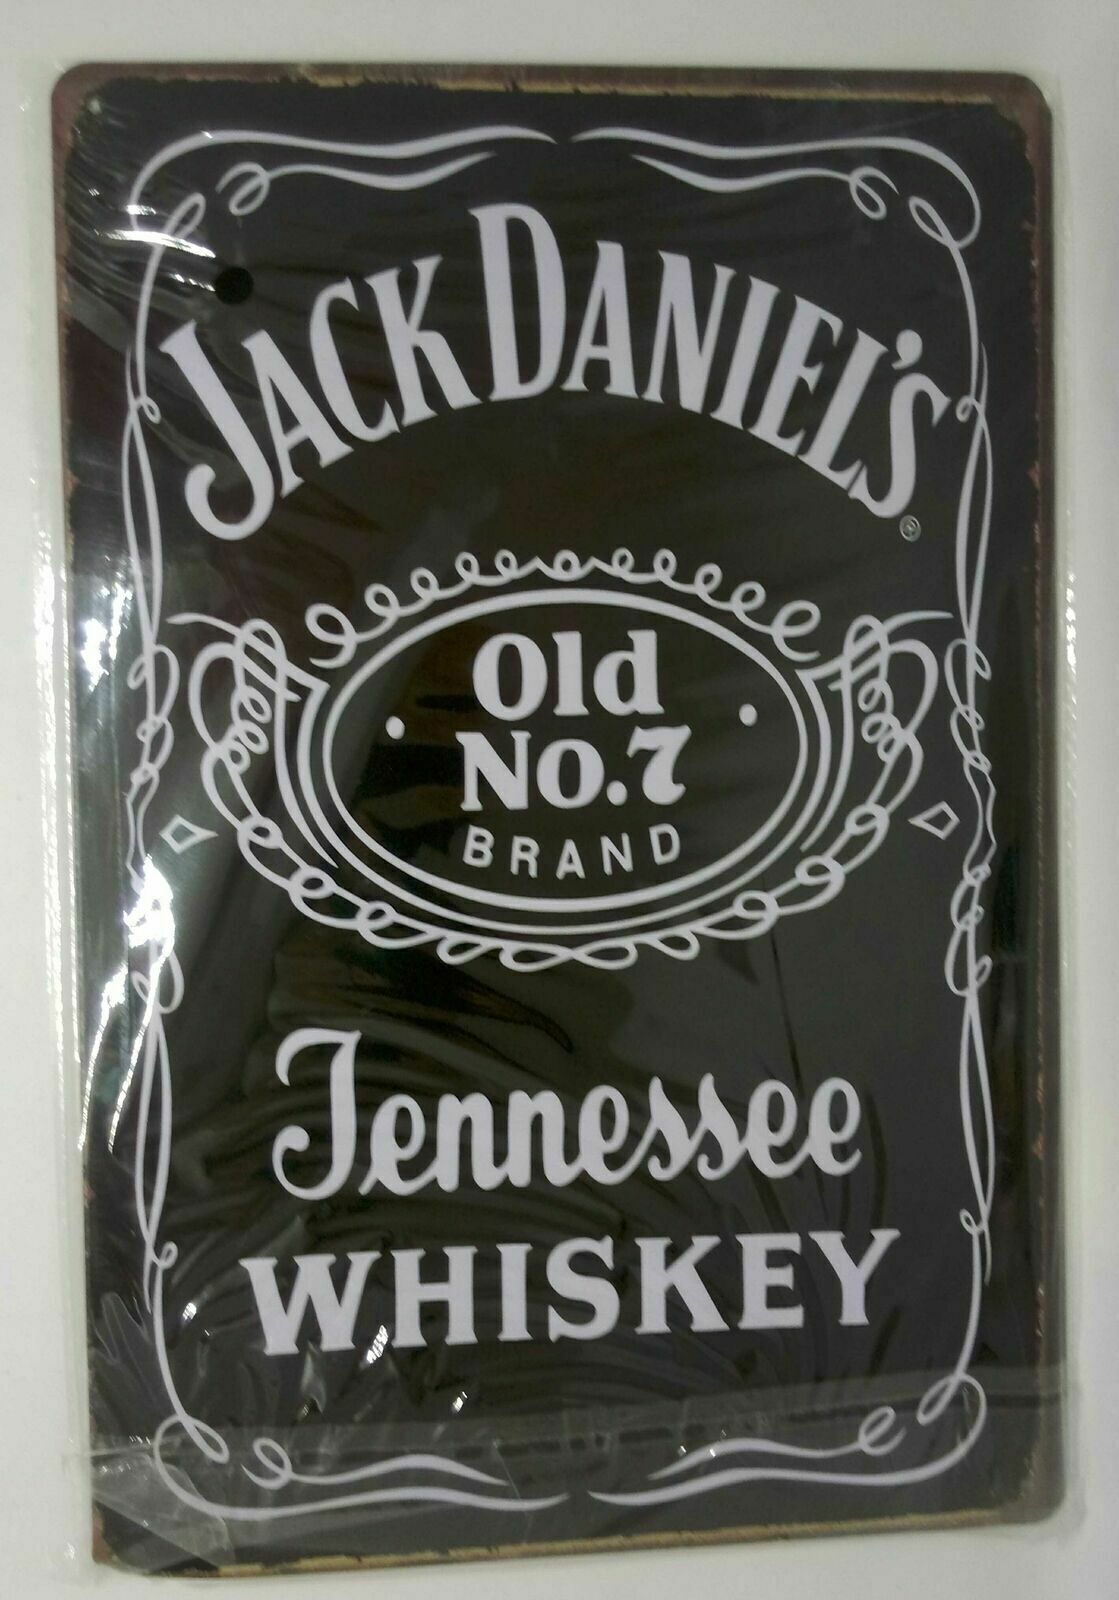 JACK DANIEL'S
®
Old
No.7
BRAND
Tennessee
WHISKEY